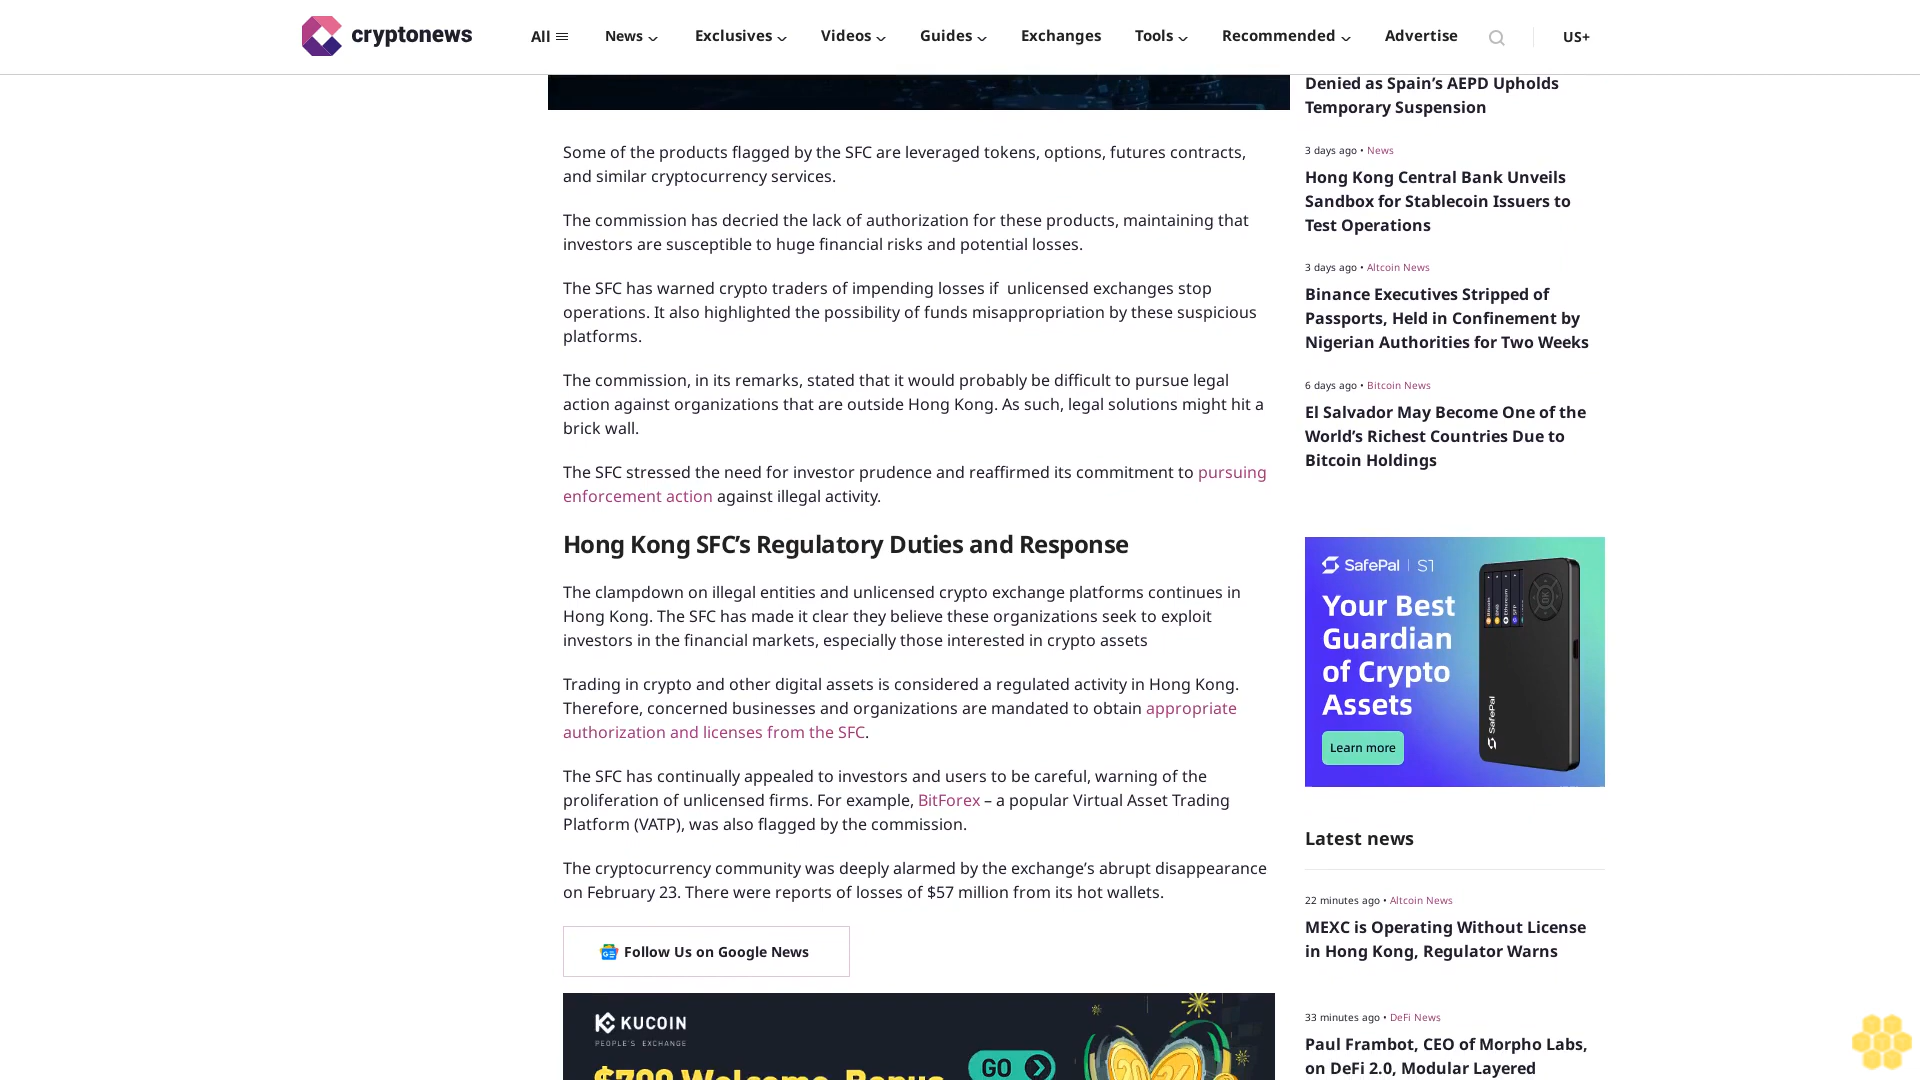 cryptonews
All
News
Exclusives
Videos
Guides
Exchanges
Tools
Recommended
Advertise
US+
Some of the products flagged by the SFC are leveraged tokens, options, futures contracts,
and similar cryptocurrency services.
The commission has decried the lack of authorization for these products, maintaining that
investors are susceptible to huge financial risks and potential losses.
The SFC has warned crypto traders of impending losses if  unlicensed exchanges stop
operations. It also highlighted the possibility of funds misappropriation by these suspicious
platforms.
The commission, in its remarks, stated that it would probably be difficult to pursue legal
action against organizations that are outside Hong Kong. As such, legal solutions might hit a
brick wall.
The SFC stressed the need for investor prudence and reaffirmed its commitment to pursuing
enforcement action against illegal activity.
Hong Kong SFC’s Regulatory Duties and Response
The clampdown on illegal entities and unlicensed crypto exchange platforms continues in
Hong Kong. The SFC has made it clear they believe these organizations seek to exploit
investors in the financial markets, especially those interested in crypto assets
Trading in crypto and other digital assets is considered a regulated activity in Hong Kong.
Therefore, concerned businesses and organizations are mandated to obtain appropriate
authorization and licenses from the SFC.
The SFC has continually appealed to investors and users to be careful, warning of the
proliferation of unlicensed firms. For example, BitForex – a popular Virtual Asset Trading
Platform (VATP), was also flagged by the commission.
The cryptocurrency community was deeply alarmed by the exchange’s abrupt disappearance
on February 23. There were reports of losses of $57 million from its hot wallets.
Follow Us on Google News
KUCOIN
PEOPLE'S EXCHANGE
$700 Welcome Bonus
GO
Denied as Spain’s AEPD Upholds
Temporary Suspension
3 days ago • News
Hong Kong Central Bank Unveils
Sandbox for Stablecoin Issuers to
Test Operations
3 days ago • Altcoin News
Binance Executives Stripped of
Passports, Held in Confinement by
Nigerian Authorities for Two Weeks
6 days ago • Bitcoin News
El Salvador May Become One of the
World’s Richest Countries Due to
Bitcoin Holdings
SafePal | S1
Your Best
Guardian
of Crypto
Assets
Learn more
SafePal
Latest news
22 minutes ago • Altcoin News
MEXC is Operating Without License
in Hong Kong, Regulator Warns
33 minutes ago • DeFi News
Paul Frambot, CEO of Morpho Labs,
on DeFi 2.0, Modular Layered